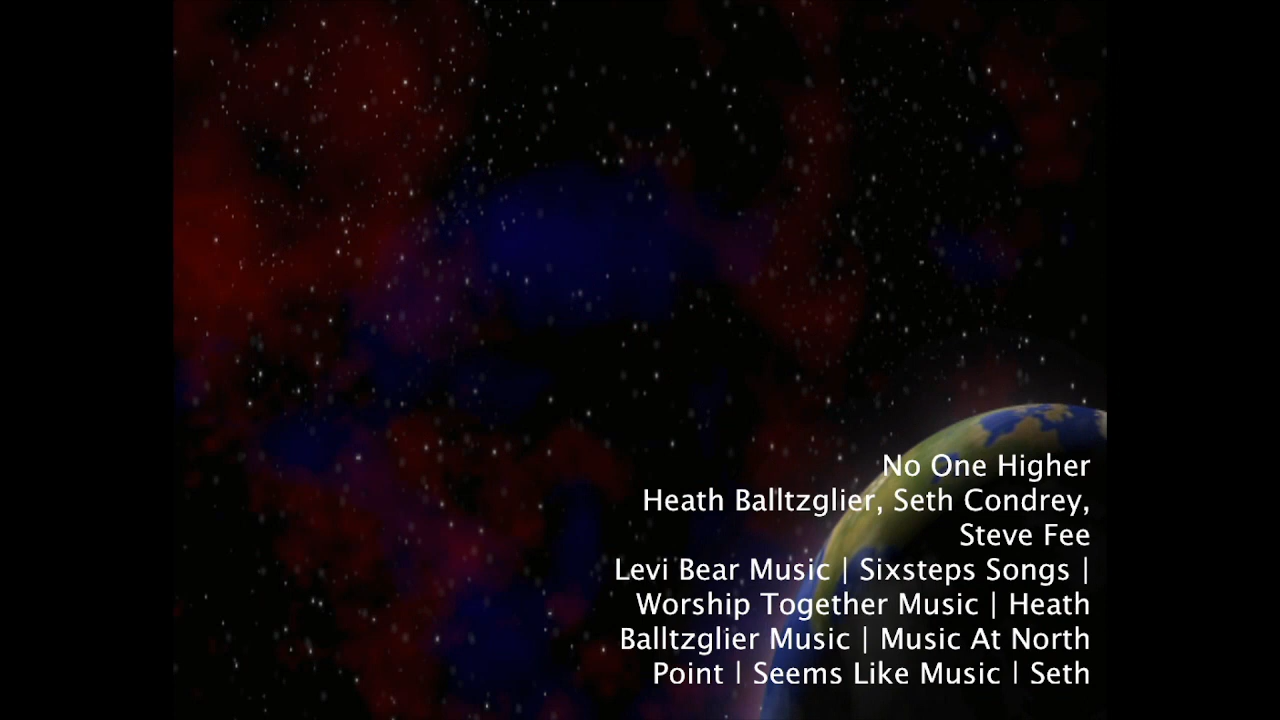 No One Higher
Heath Balltzglier, Seth Condrey,
Steve Fee
Levi Bear Music | Sixsteps Songs |
Worship Together Music | Heath
Balltzglier Music | Music At North
Point | Seems Like Music | Seth